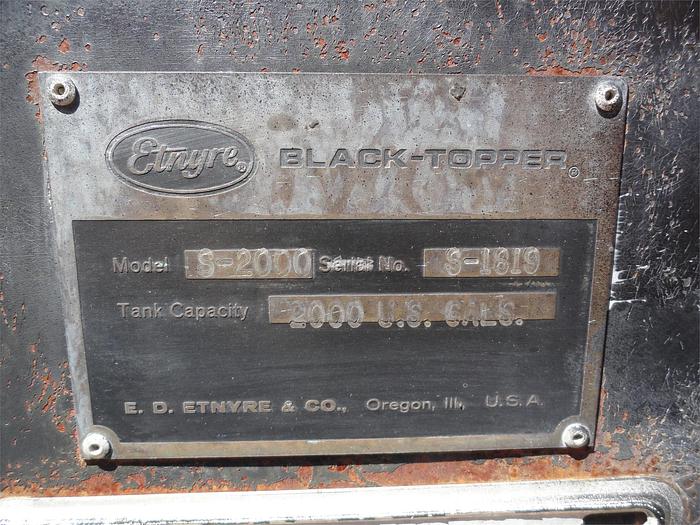 Etnyre® BLACK-TOPPER®
Model S-2000 Serial No. S-1819
Tank Capacity 2000 U.S. GALS.
E. D. ETNYRE & CO., Oregon, Ill., U.S.A.